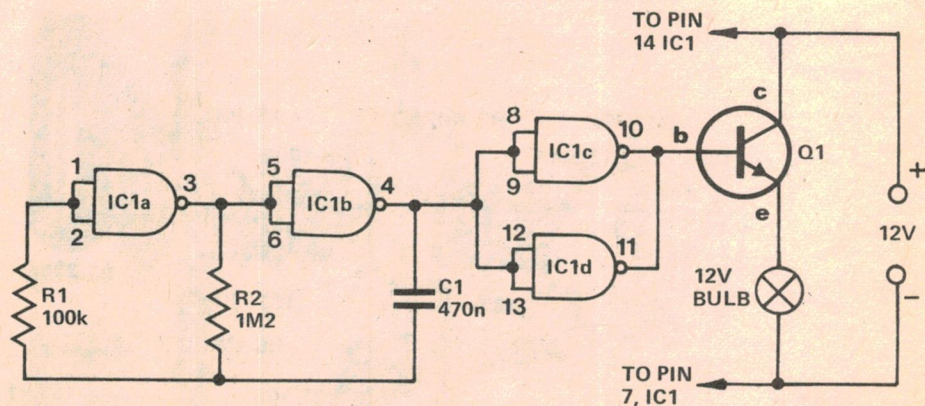 TO PIN
14 IC1
c
b
Q1
e
+
12V
−
12V
BULB
TO PIN
7, IC1
1
2
IC1a
3
5
6
IC1b
4
8
9
IC1c
10
12
13
IC1d
11
R1
100k
R2
1M2
C1
470n